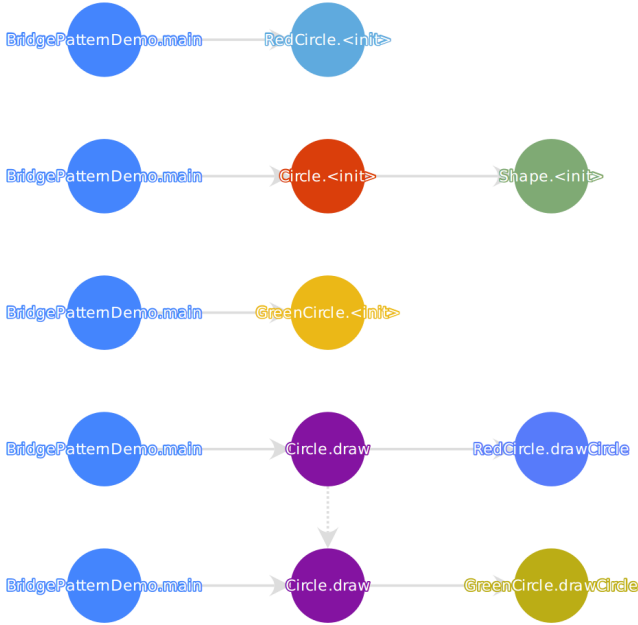 BridgePatternDemo.main RedCircle.<init>
BridgePatternDemo.main Circle.<init> Shape.<init>
BridgePatternDemo.main GreenCircle.<init>
BridgePatternDemo.main Circle.draw RedCircle.drawCircle
BridgePatternDemo.main Circle.draw GreenCircle.drawCircle